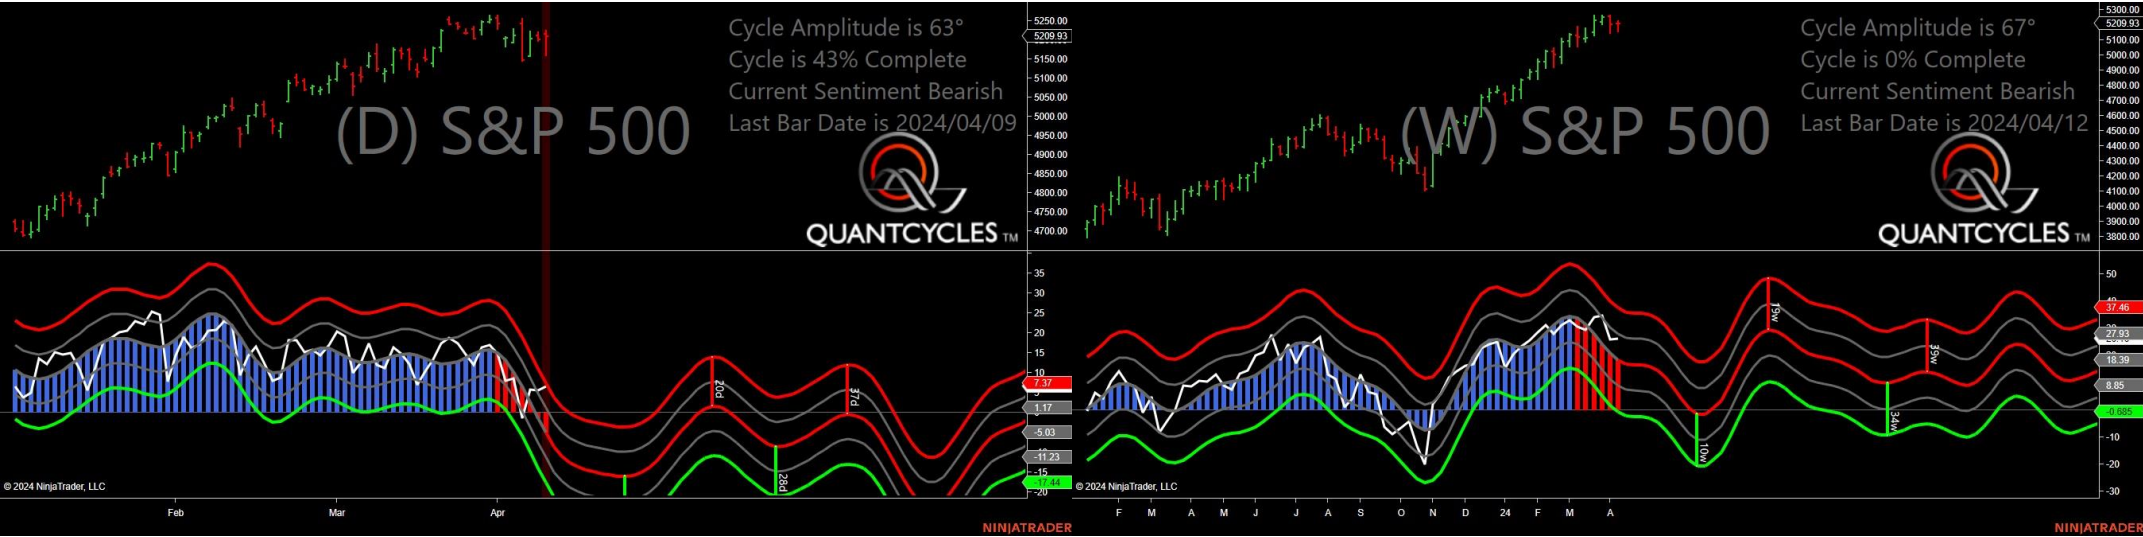 Cycle Amplitude is 63°
Cycle is 43% Complete
Current Sentiment Bearish
Last Bar Date is 2024/04/09
(D) S&P 500
QUANTCYCLES TM
5250.00
5209.93
5150.00
5100.00
5050.00
5000.00
4950.00
4900.00
4850.00
4800.00
4750.00
4700.00
35
30
25
20
15
10
7.37
1.17
-5.03
-11.23
-15
-17.44
-20
20d
37d
28d
© 2024 NinjaTrader, LLC
Feb Mar Apr
NINJATRADER
Cycle Amplitude is 67°
Cycle is 0% Complete
Current Sentiment Bearish
Last Bar Date is 2024/04/12
(W) S&P 500
QUANTCYCLES TM
5300.00
5209.93
5100.00
5000.00
4900.00
4800.00
4700.00
4600.00
4500.00
4400.00
4300.00
4200.00
4100.00
4000.00
3900.00
3800.00
50
37.46
27.93
18.39
8.85
-0.685
-10
-20
-30
19w
39w
10w
34w
© 2024 NinjaTrader, LLC
F M A M J J A S O N D 24 F M A
NINJATRADER